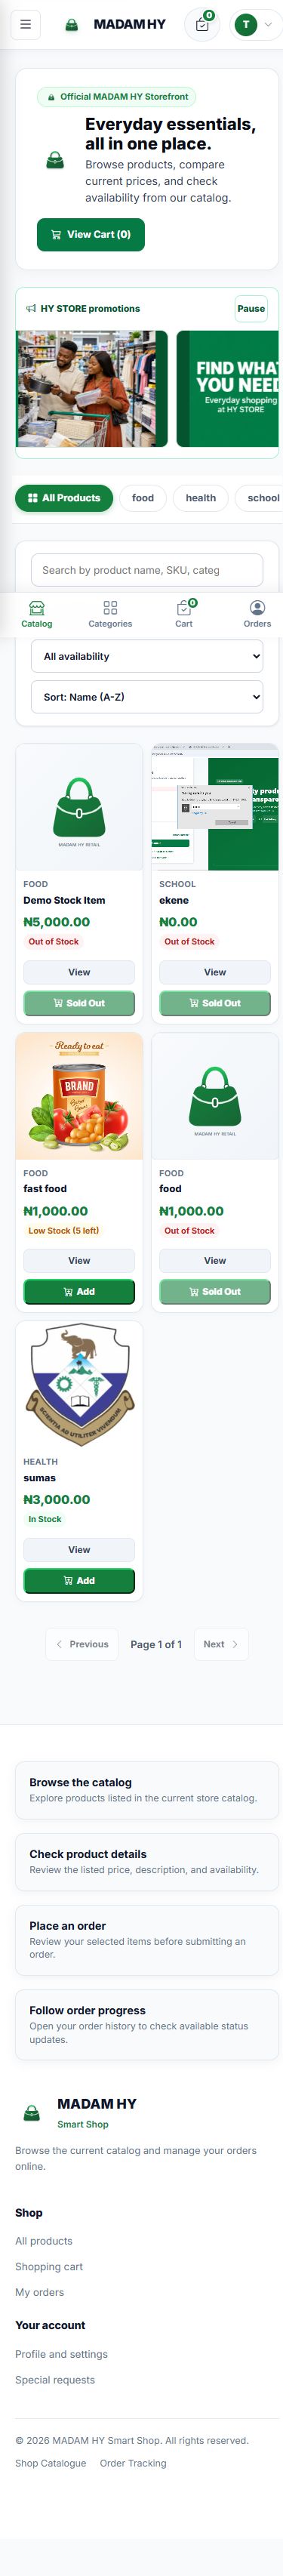 MADAM HY
0
T
Official MADAM HY Storefront
Everyday essentials,
all in one place.
Browse products, compare
current prices, and check
availability from our catalog.
View Cart (0)
HY STORE promotions
Pause
FIND WHAT
YOU NEED
Everyday shopping
at HY STORE
All Products
food
health
school
Search by product name, SKU, categ
Catalog
Categories
0
Cart
Orders
All availability
Sort: Name (A-Z)
MADAM HY RETAIL
FOOD
Demo Stock Item
₦5,000.00
Out of Stock
View
Sold Out
SCHOOL
ekene
₦0.00
Out of Stock
View
Sold Out
Ready to eat
BRAND
FOOD
fast food
₦1,000.00
Low Stock (5 left)
View
Add
MADAM HY RETAIL
FOOD
food
₦1,000.00
Out of Stock
View
Sold Out
SCIENTIA AD UTILITER VIVENDUM
HEALTH
sumas
₦3,000.00
In Stock
View
Add
Previous
Page 1 of 1
Next
Browse the catalog
Explore products listed in the current store catalog.
Check product details
Review the listed price, description, and availability.
Place an order
Review your selected items before submitting an
order.
Follow order progress
Open your order history to check available status
updates.
MADAM HY
Smart Shop
Browse the current catalog and manage your orders
online.
Shop
All products
Shopping cart
My orders
Your account
Profile and settings
Special requests
© 2026 MADAM HY Smart Shop. All rights reserved.
Shop Catalogue
Order Tracking